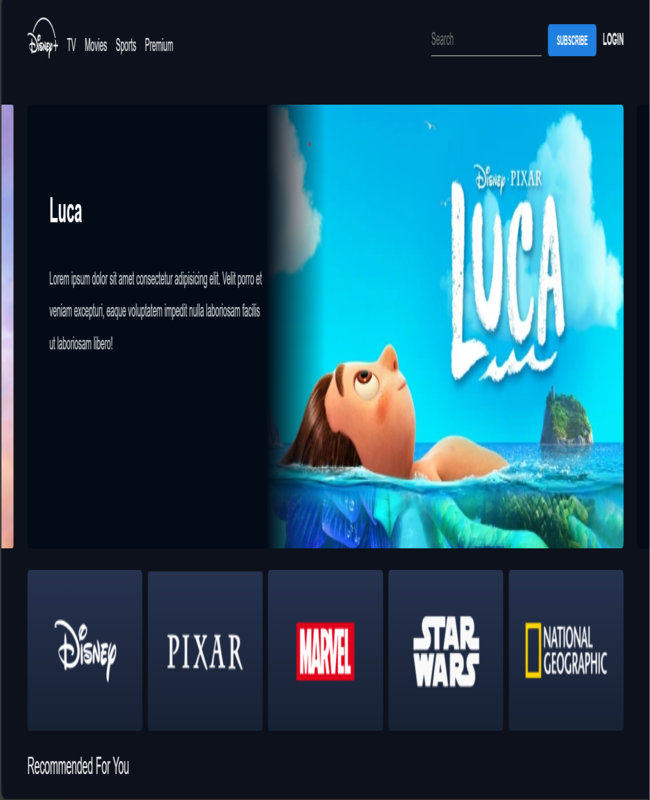 Disney+ TV Movies Sports Premium Search SUBSCRIBE LOGIN
Disney · PIXAR
LUCA
Luca
Lorem ipsum dolor sit amet consectetur adipisicing elit. Velit porro et
veniam excepturi, eaque voluptatem impedit nulla laboriosam facilis
ut laboriosam libero!
Disney
PIXAR
MARVEL
STAR
WARS
NATIONAL
GEOGRAPHIC
Recommended For You